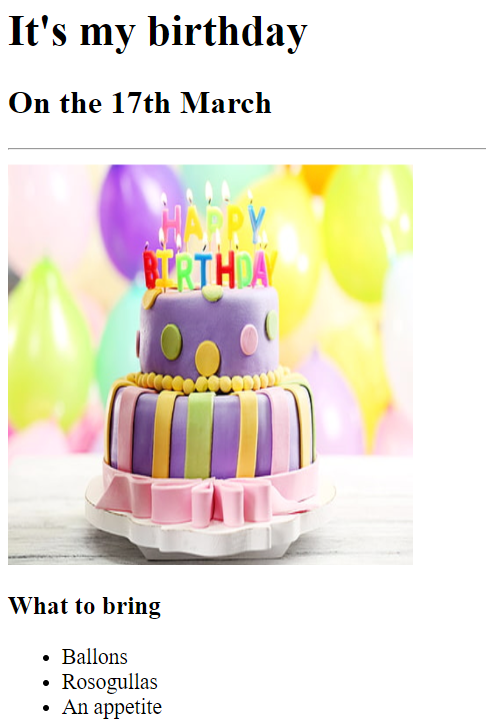 It's my birthday
On the 17th March
HAPPY
BIRTHDAY
What to bring
Ballons
Rosogullas
An appetite